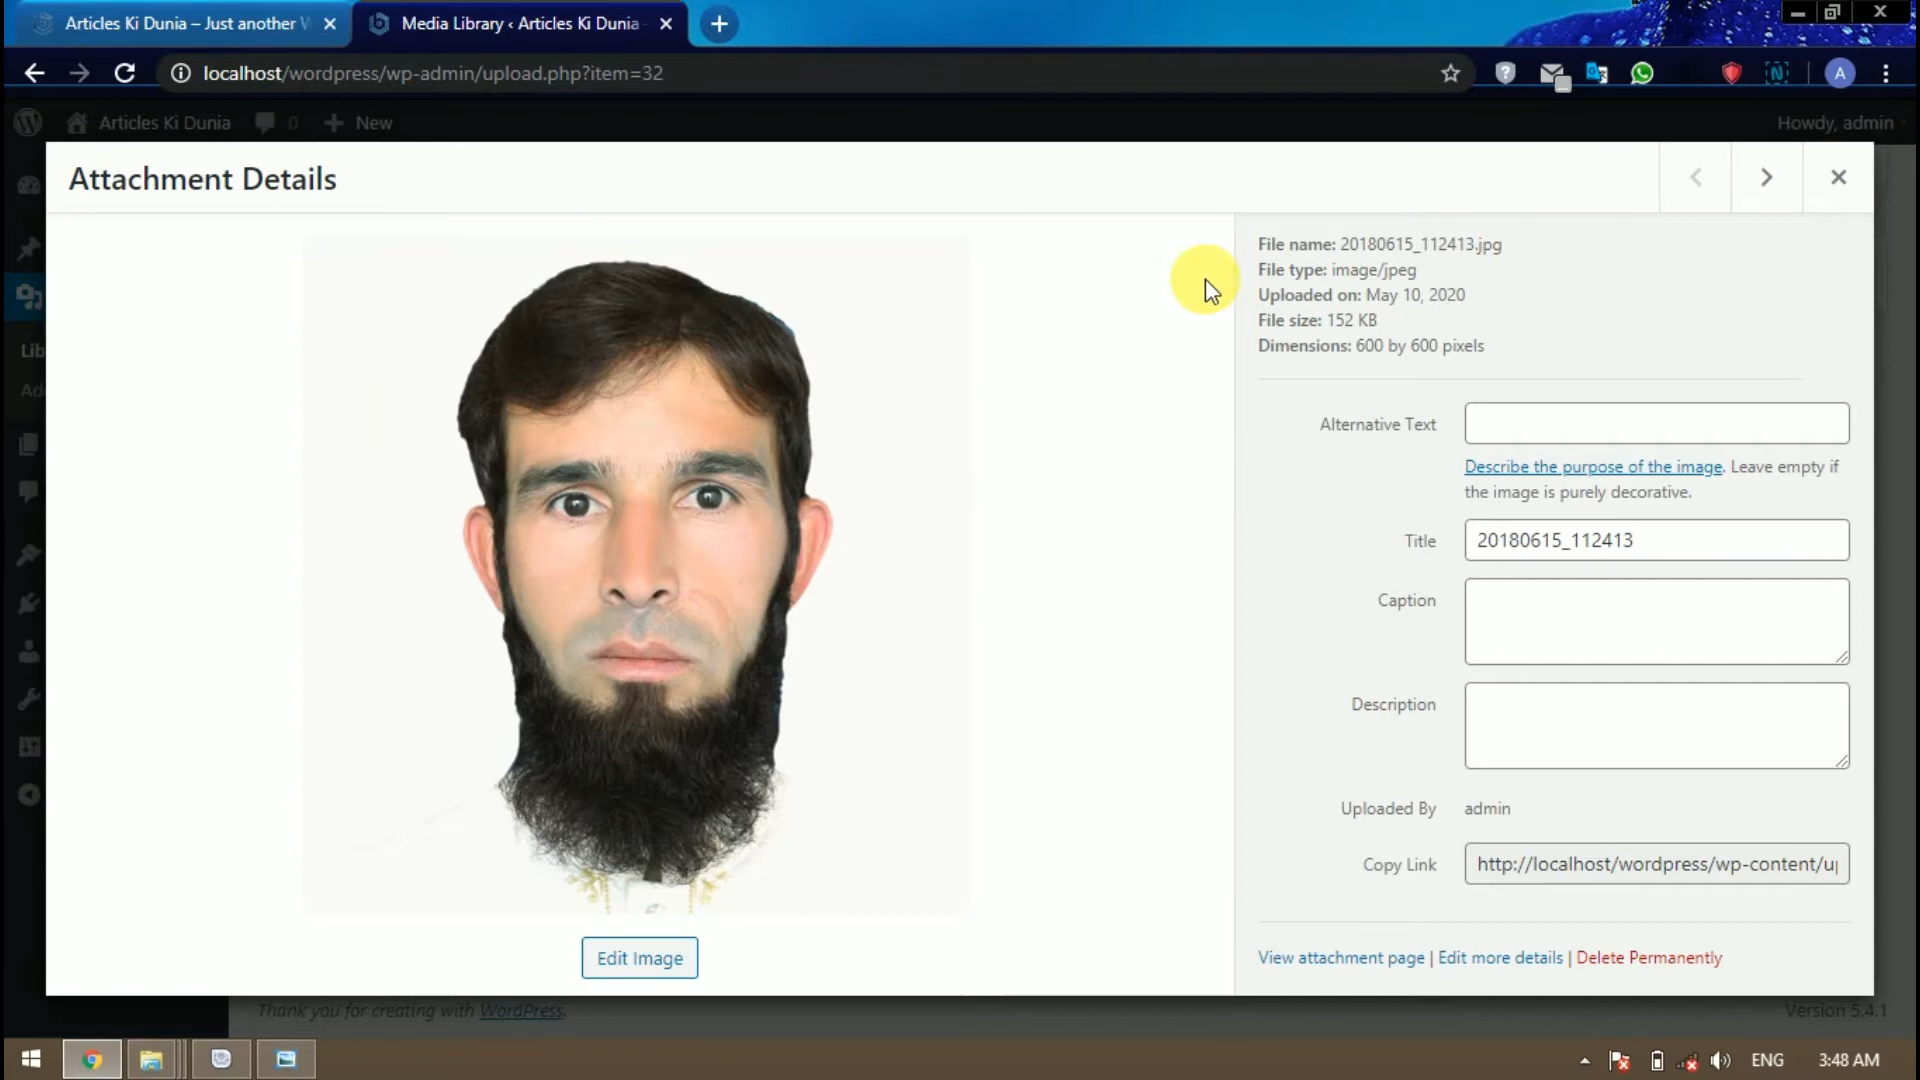 Articles Ki Dunia – Just another W
Media Library ‹ Articles Ki Dunia
localhost/wordpress/wp-admin/upload.php?item=32
A
Articles Ki Dunia
0
New
Howdy, admin
Attachment Details
File name: 20180615_112413.jpg
File type: image/jpeg
Uploaded on: May 10, 2020
File size: 152 KB
Dimensions: 600 by 600 pixels
Lib
Ad
Alternative Text
Describe the purpose of the image. Leave empty if
the image is purely decorative.
Title
20180615_112413
Caption
Description
Uploaded By
admin
Copy Link
http://localhost/wordpress/wp-content/up
Edit Image
View attachment page | Edit more details | Delete Permanently
Thank you for creating with WordPress.
Version 5.4.1
ENG
3:48 AM